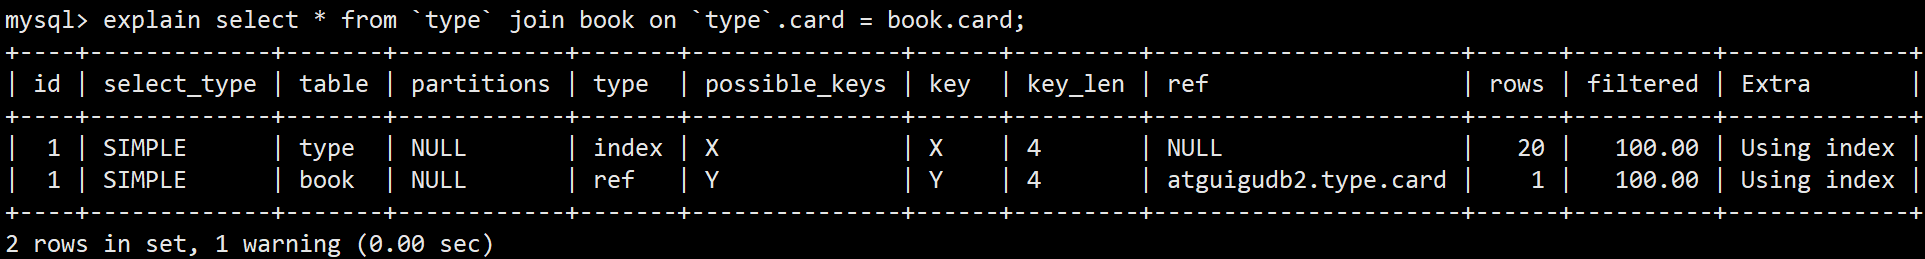 mysql> explain select * from `type` join book on `type`.card = book.card;
+----+-------------+-------+------------+-------+---------------+------+---------+----------------------+------+----------+-------------+
| id | select_type | table | partitions | type  | possible_keys | key  | key_len | ref                  | rows | filtered | Extra       |
+----+-------------+-------+------------+-------+---------------+------+---------+----------------------+------+----------+-------------+
|  1 | SIMPLE      | type  | NULL       | index | X             | X    | 4       | NULL                 |   20 |   100.00 | Using index |
|  1 | SIMPLE      | book  | NULL       | ref   | Y             | Y    | 4       | atguigudb2.type.card |    1 |   100.00 | Using index |
+----+-------------+-------+------------+-------+---------------+------+---------+----------------------+------+----------+-------------+
2 rows in set, 1 warning (0.00 sec)